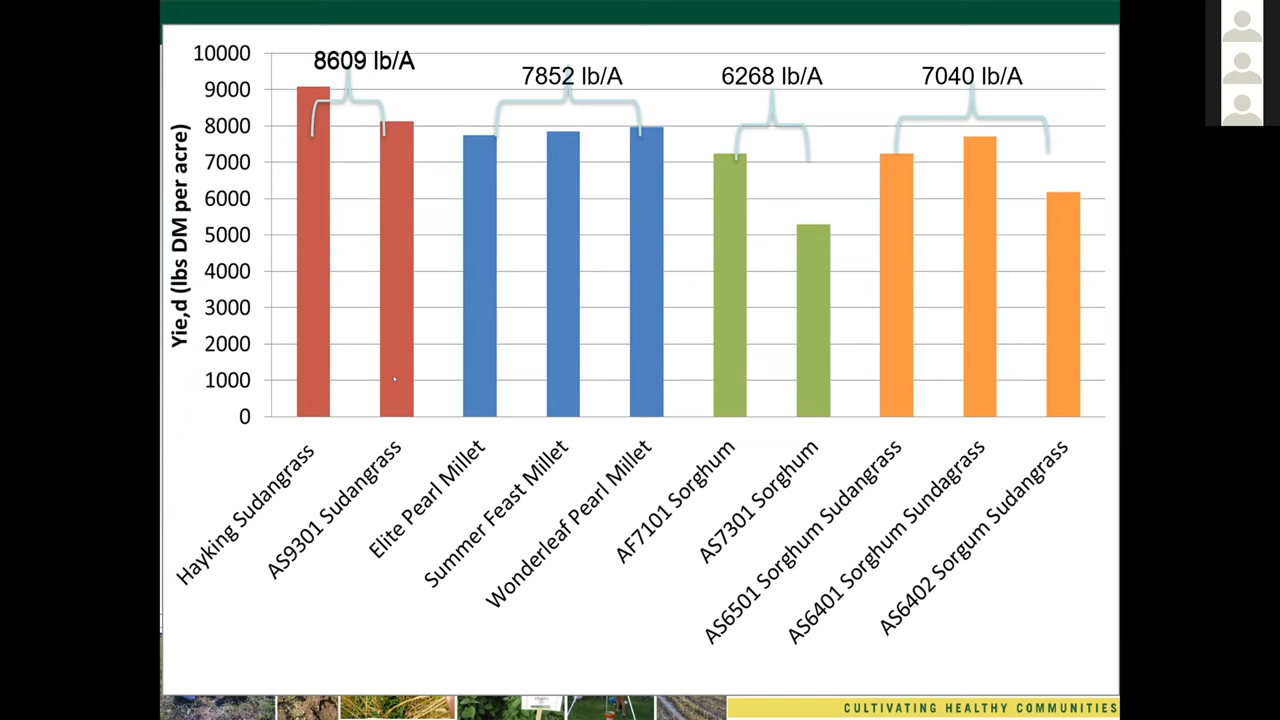 10000
9000
8000
7000
6000
5000
4000
3000
2000
1000
0
Yie,d (lbs DM per acre)
8609 lb/A
7852 lb/A
6268 lb/A
7040 lb/A
Hayking Sudangrass
AS9301 Sudangrass
Elite Pearl Millet
Summer Feast Millet
Wonderleaf Pearl Millet
AF7101 Sorghum
AS7301 Sorghum
AS6501 Sorghum Sudangrass
AS6401 Sorghum Sundagrass
AS6402 Sorgum Sudangrass
CULTIVATING HEALTHY COMMUNITIES